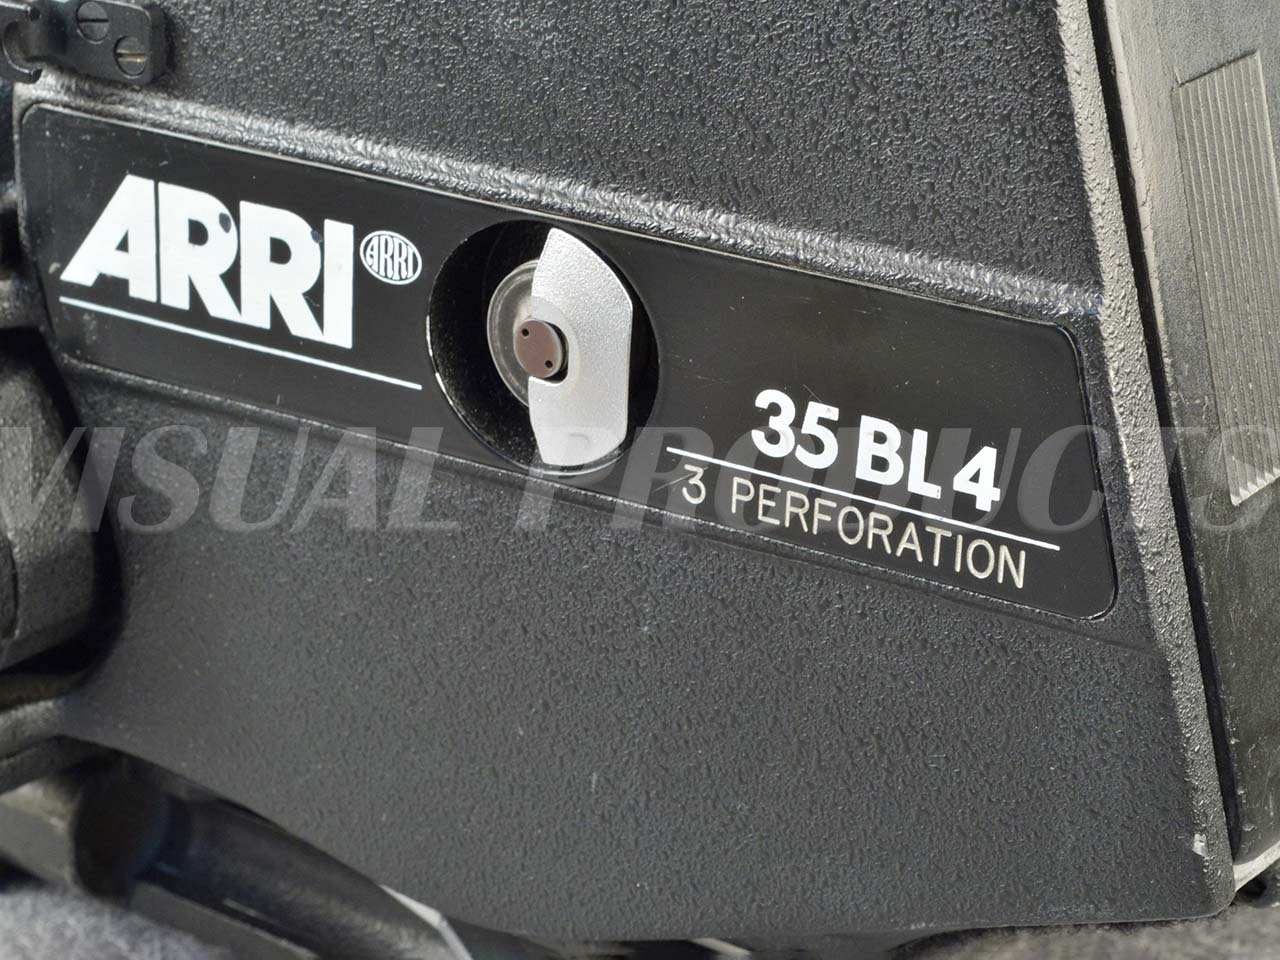 ARRI ARRI
35 BL 4
3 PERFORATION
VISUAL PRODUCTS